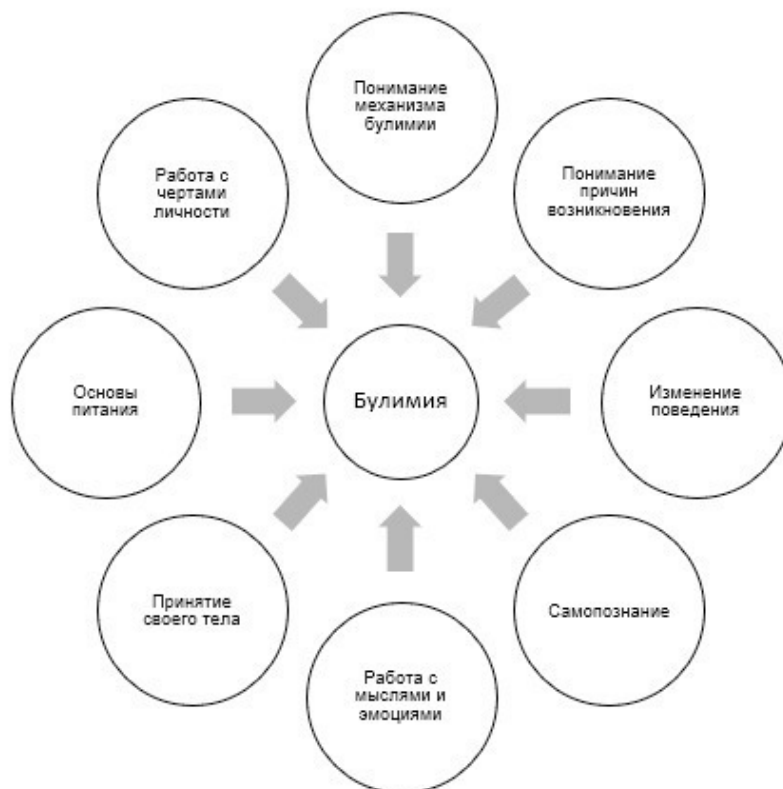 Понимание
механизма
булимии
Понимание
причин
возникновения
Изменение
поведения
Самопознание
Работа с
мыслями и
эмоциями
Принятие
своего тела
Основы
питания
Работа с
чертами
личности
Булимия